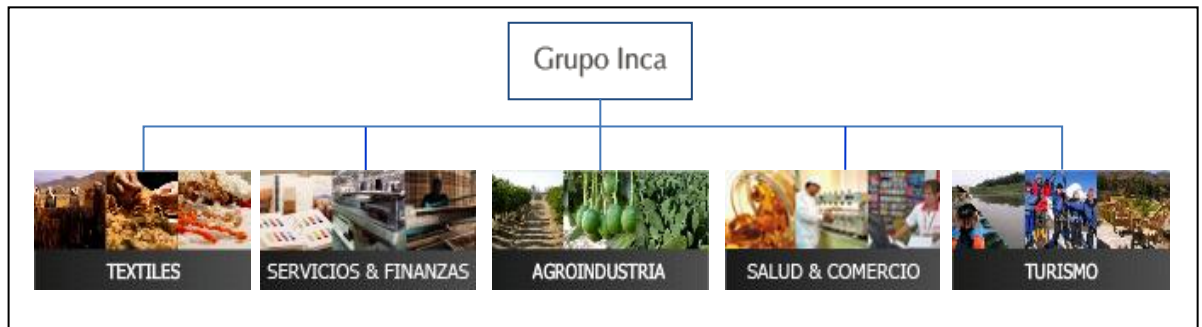 Grupo Inca
TEXTILES
SERVICIOS & FINANZAS
AGROINDUSTRIA
SALUD & COMERCIO
TURISMO